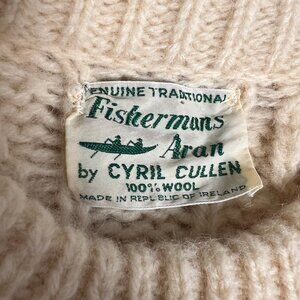 GENUINE TRADITIONAL
Fishermans
Aran
by CYRIL CULLEN
100% WOOL
MADE IN REPUBLIC OF IRELAND